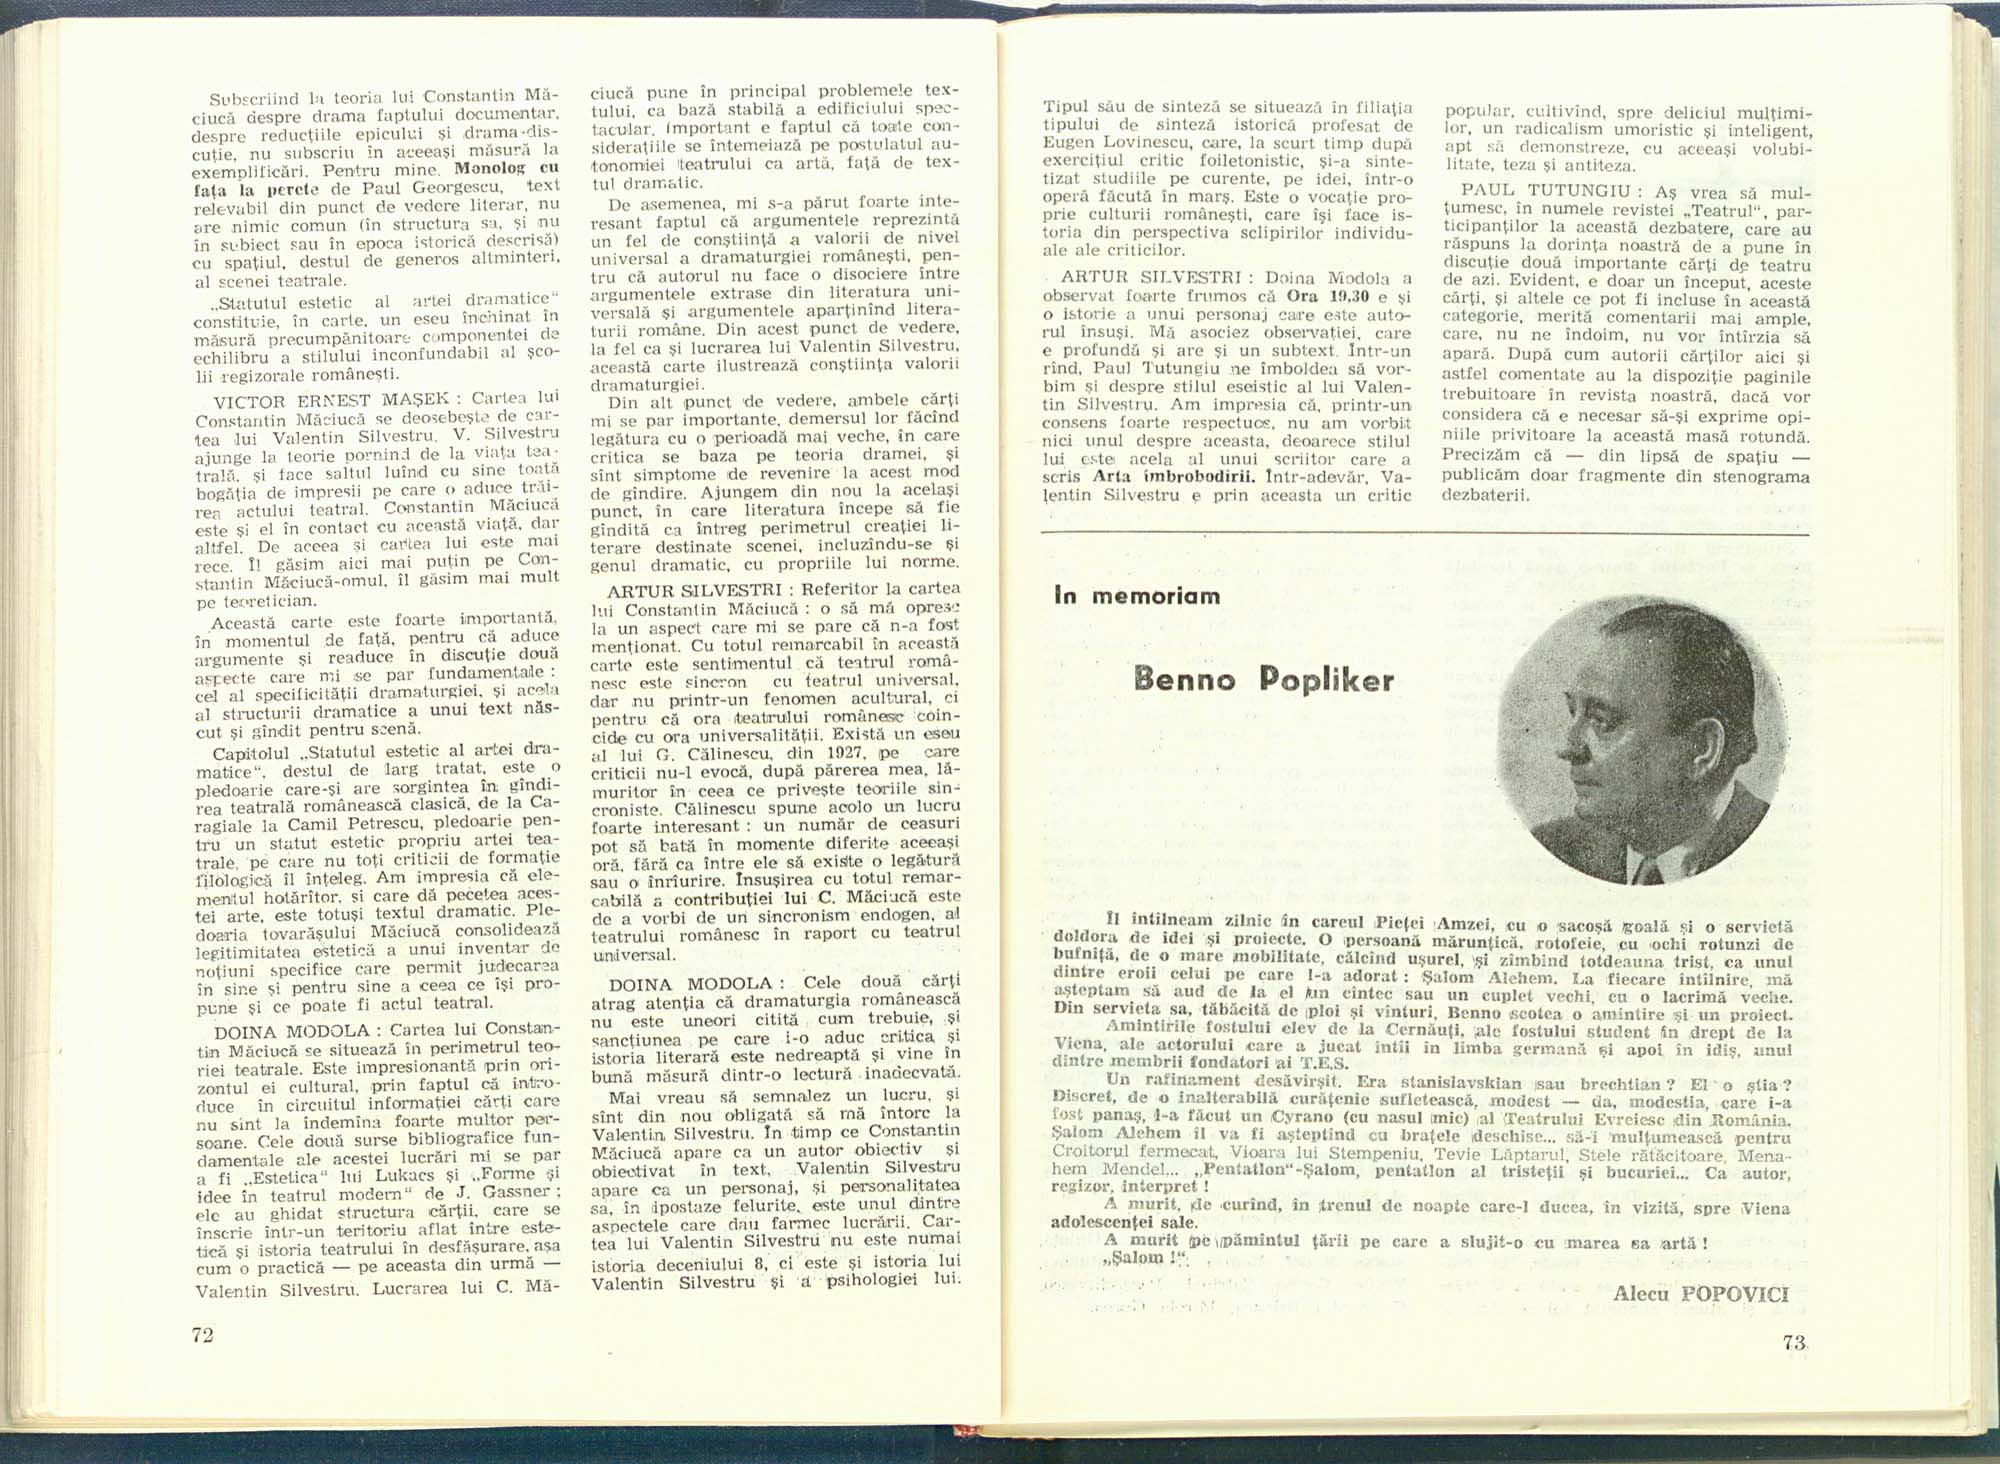 Subscriind la teoria lui Constantin Mă-
ciucă despre drama faptului documentar,
despre reducțiile epicului și drama-dis-
cuție, nu subscriu în aceeași măsură la
exemplificări. Pentru mine, Monolog cu
fața la perete de Paul Georgescu, text
relevabil din punct de vedere literar, nu
are nimic comun (în structura sa, și nu
în subiect sau în epoca istorică descrisă)
cu spațiul, destul de generos altminteri,
al scenei teatrale.
„Statutul estetic al artei dramatice“
constituie, în carte, un eseu închinat în
măsură precumpănitoare componentei de
echilibru a stilului inconfundabil al șco-
lii regizorale românești.
VICTOR ERNEST MAȘEK : Cartea lui
Constantin Măciucă se deosebește de car-
tea lui Valentin Silvestru. V. Silvestru
ajunge la teorie pornind de la viața tea-
trală, și face saltul luînd cu sine toată
bogăția de impresii pe care o aduce trăi-
rea actului teatral. Constantin Măciucă
este și el în contact cu această viață, dar
altfel. De aceea și cartea lui este mai
rece. Îl găsim aici mai puțin pe Con-
stantin Măciucă-omul, îl găsim mai mult
pe teoretician.
Această carte este foarte importantă,
în momentul de față, pentru că aduce
argumente și readuce în discuție două
aspecte care mi se par fundamentale :
cel al specificității dramaturgiei, și acela
al structurii dramatice a unui text năs-
cut și gîndit pentru scenă.
Capitolul „Statutul estetic al artei dra-
matice“, destul de larg tratat, este o
pledoarie care-și are sorgintea în gîndi-
rea teatrală românească clasică, de la Ca-
ragiale la Camil Petrescu, pledoarie pen-
tru un statut estetic propriu artei tea-
trale, pe care nu toți criticii de formație
filologică îl înțeleg. Am impresia că ele-
mentul hotărîtor, și care dă pecetea aces-
tei arte, este totuși textul dramatic. Ple-
doaria tovarășului Măciucă consolidează
legitimitatea estetică a unui inventar de
noțiuni specifice care permit judecarea
în sine și pentru sine a ceea ce își pro-
pune și ce poate fi actul teatral.
DOINA MODOLA : Cartea lui Constan-
tin Măciucă se situează în perimetrul teo-
riei teatrale. Este impresionantă prin ori-
zontul ei cultural, prin faptul că intro-
duce în circuitul informației cărți care
nu sînt la îndemîna foarte multor per-
soane. Cele două surse bibliografice fun-
damentale ale acestei lucrări mi se par
a fi „Estetica“ lui Lukacs și „Forme și
idee în teatrul modern“ de J. Gassner ;
ele au ghidat structura cărții, care se
înscrie într-un teritoriu aflat între este-
tică și istoria teatrului în desfășurare, așa
cum o practică — pe aceasta din urmă —
Valentin Silvestru. Lucrarea lui C. Mă-
ciucă pune în principal problemele tex-
tului, ca bază stabilă a edificiului spec-
tacular. Important e faptul că toate con-
siderațiile se întemeiază pe postulatul au-
tonomiei teatrului ca artă, față de tex-
tul dramatic.
De asemenea, mi s-a părut foarte inte-
resant faptul că argumentele reprezintă
un fel de conștiință a valorii de nivel
universal a dramaturgiei românești, pen-
tru că autorul nu face o disociere între
argumentele extrase din literatura uni-
versală și argumentele aparținînd litera-
turii române. Din acest punct de vedere,
la fel ca și lucrarea lui Valentin Silvestru,
această carte ilustrează conștiința valorii
dramaturgiei.
Din alt punct de vedere, ambele cărți
mi se par importante, demersul lor făcînd
legătura cu o perioadă mai veche, în care
critica se baza pe teoria dramei, și
sînt simptome de revenire la acest mod
de gîndire. Ajungem din nou la același
punct, în care literatura începe să fie
gîndită ca întreg perimetrul creației li-
terare destinate scenei, incluzîndu-se și
genul dramatic, cu propriile lui norme.
ARTUR SILVESTRI : Referitor la cartea
lui Constantin Măciucă : o să mă opresc
la un aspect care mi se pare că n-a fost
menționat. Cu totul remarcabil în această
carte este sentimentul că teatrul româ-
nesc este sincron cu teatrul universal,
dar nu printr-un fenomen acultural, ci
pentru că ora teatrului românesc coin-
cide cu ora universalității. Există un eseu
al lui G. Călinescu, din 1927, pe care
criticii nu-l evocă, după părerea mea, lă-
muritor în ceea ce privește teoriile sin-
croniste. Călinescu spune acolo un lucru
foarte interesant : un număr de ceasuri
pot să bată în momente diferite aceeași
oră, fără ca între ele să existe o legătură
sau o înrîurire. Însușirea cu totul remar-
cabilă a contribuției lui C. Măciucă este
de a vorbi de un sincronism endogen, al
teatrului românesc în raport cu teatrul
universal.
DOINA MODOLA : Cele două cărți
atrag atenția că dramaturgia românească
nu este uneori citită cum trebuie, și
sancțiunea pe care i-o aduc critica și
istoria literară este nedreaptă și vine în
bună măsură dintr-o lectură inadecvată.
Mai vreau să semnalez un lucru, și
sînt din nou obligată să mă întorc la
Valentin Silvestru. În timp ce Constantin
Măciucă apare ca un autor obiectiv și
obiectivat în text, Valentin Silvestru
apare ca un personaj, și personalitatea
sa, în ipostaze felurite, este unul dintre
aspectele care dau farmec lucrării. Car-
tea lui Valentin Silvestru nu este numai
istoria deceniului 8, ci este și istoria lui
Valentin Silvestru și a psihologiei lui.
72
Tipul său de sinteză se situează în filiația
tipului de sinteză istorică profesat de
Eugen Lovinescu, care, la scurt timp după
exercițiul critic foiletonistic, și-a sinte-
tizat studiile pe curente, pe idei, într-o
operă făcută în marș. Este o vocație pro-
prie culturii românești, care își face is-
toria din perspectiva sclipirilor individu-
ale ale criticilor.
ARTUR SILVESTRI : Doina Modola a
observat foarte frumos că Ora 19.30 e și
o istorie a unui personaj care este auto-
rul însuși. Mă asociez observației, care
e profundă și are și un subtext. Într-un
rînd, Paul Tutungiu ne îmboldea să vor-
bim și despre stilul eseistic al lui Valen-
tin Silvestru. Am impresia că, printr-un
consens foarte respectuos, nu am vorbit
nici unul despre aceasta, deoarece stilul
lui este acela al unui scriitor care a
scris Arta îmbrobodirii. Într-adevăr, Va-
lentin Silvestru e prin aceasta un critic
popular, cultivînd, spre deliciul mulțimi-
lor, un radicalism umoristic și inteligent,
apt să demonstreze, cu aceeași volubi-
litate, teza și antiteza.
PAUL TUTUNGIU : Aș vrea să mul-
țumesc, în numele revistei „Teatrul“, par-
ticipanților la această dezbatere, care au
răspuns la dorința noastră de a pune în
discuție două importante cărți de teatru
de azi. Evident, e doar un început, aceste
cărți, și altele ce pot fi incluse în această
categorie, merită comentarii mai ample,
care, nu ne îndoim, nu vor întîrzia să
apară. După cum autorii cărților aici și
astfel comentate au la dispoziție paginile
trebuitoare în revista noastră, dacă vor
considera că e necesar să-și exprime opi-
niile privitoare la această masă rotundă.
Precizăm că — din lipsă de spațiu —
publicăm doar fragmente din stenograma
dezbaterii.
In memoriam
Benno Popliker
Îl întîlneam zilnic în careul Pieței Amzei, cu o sacoșă goală și o servietă
doldora de idei și proiecte. O persoană măruntică, rotofeie, cu ochi rotunzi de
bufniță, de o mare mobilitate, călcînd ușurel, și zîmbind totdeauna trist, ca unul
dintre eroii celui pe care l-a adorat : Șalom Alehem. La fiecare întîlnire, mă
așteptam să aud de la el un cîntec sau un cuplet vechi, cu o lacrimă veche.
Din servieta sa, tăbăcită de ploi și vînturi, Benno scotea o amintire și un proiect.
Amintirile fostului elev de la Cernăuți, ale fostului student în drept de la
Viena, ale actorului care a jucat întîi în limba germană și apoi în idiș, unul
dintre membrii fondatori ai T.E.S.
Un rafinament desăvîrșit. Era stanislavskian sau brechtian ? El o știa ?
Discret, de o inalterabilă curățenie sufletească, modest — da, modestia, care i-a
fost panaș, l-a făcut un Cyrano (cu nasul mic) al Teatrului Evreiesc din România.
Șalom Alehem îl va fi așteptînd cu brațele deschise... să-i mulțumească pentru
Croitorul fermecat, Vioara lui Stempeniu, Tevie Lăptarul, Stele rătăcitoare, Mena-
hem Mendel... „Pentatlon“-Șalom, pentatlon al tristeții și bucuriei... Ca autor,
regizor, interpret !
A murit, de curînd, în trenul de noapte care-l ducea, în vizită, spre Viena
adolescenței sale.
A murit pe pămîntul țării pe care a slujit-o cu marea sa artă !
„Șalom !“
Alecu POPOVICI
73